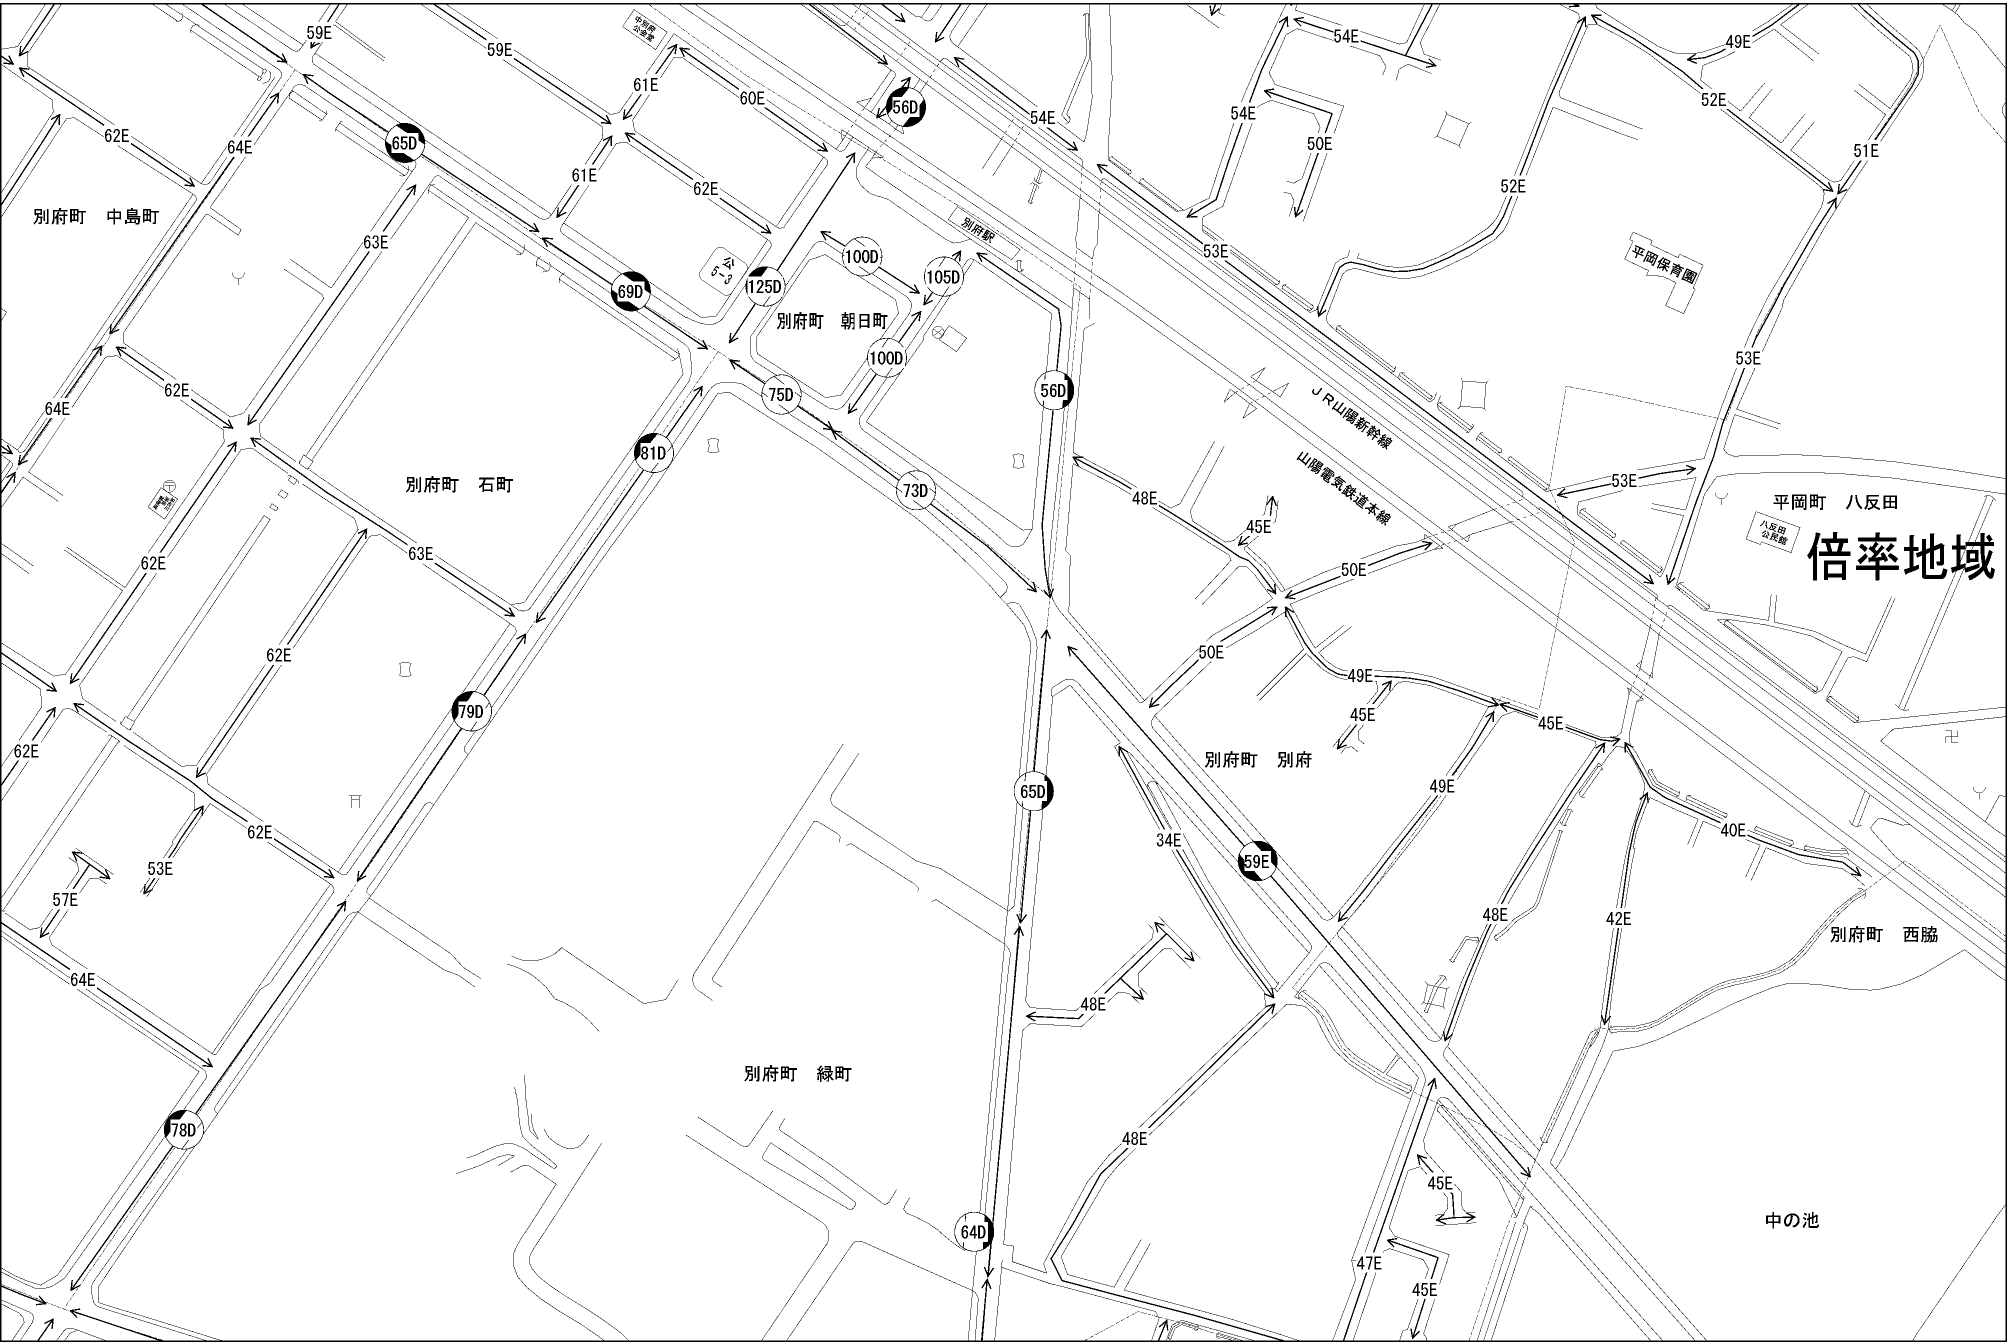 59E
59E
中別府
公会堂
61E
60E
56D
54E
54E
49E
52E
62E
64E
65D
54E
50E
51E
61E
62E
52E
別府町　中島町
63E
別府駅
53E
公
5-3
100D
105D
平岡保育園
69D
125D
別府町　朝日町
100D
53E
62E
75D
56D
ＪＲ山陽新幹線
64E
81D
山陽電気鉄道本線
別府町　石町
73D
48E
53E
平岡町　八反田
45E
八反田
公民館
倍率地域
62E
63E
50E
62E
50E
49E
79D
45E
45E
62E
別府町　別府
49E
65D
62E
53E
34E
59E
40E
57E
48E
42E
別府町　西脇
64E
48E
別府町　緑町
78D
48E
45E
64D
中の池
47E
45E